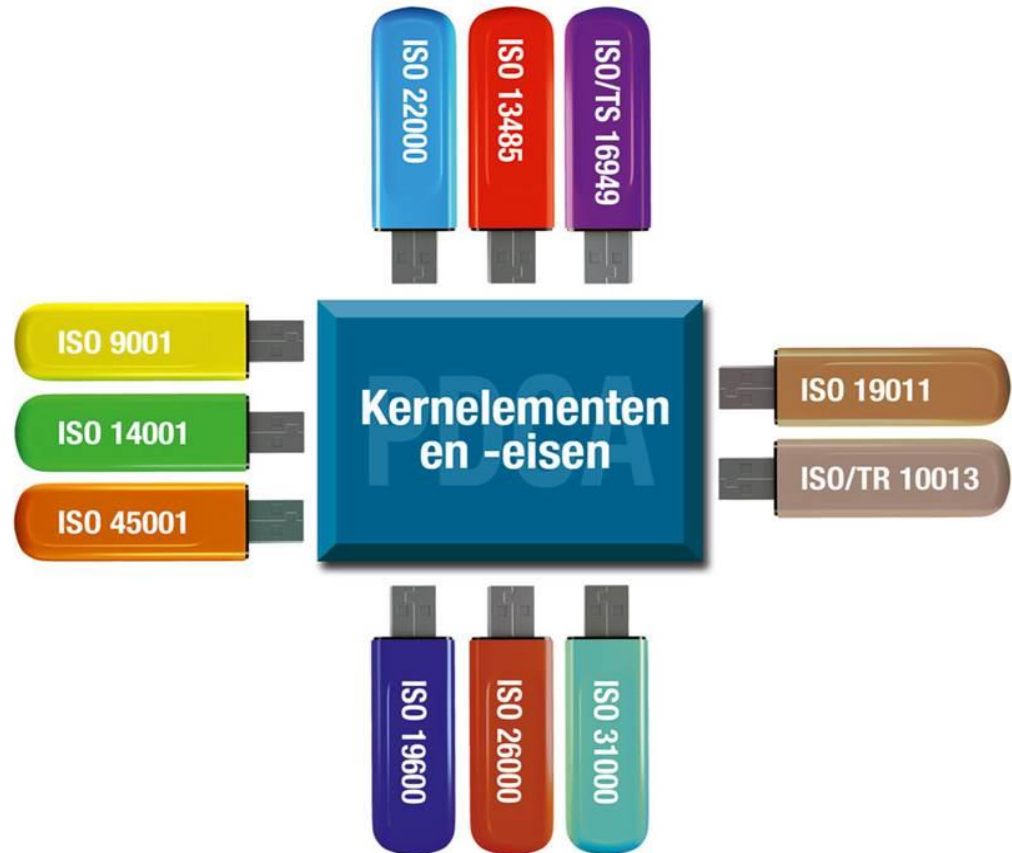 ISO 22000
ISO 13485
ISO/TS 16949
ISO 9001
ISO 14001
ISO 45001
PDCA
Kernelementen
en -eisen
ISO 19011
ISO/TR 10013
ISO 19600
ISO 26000
ISO 31000